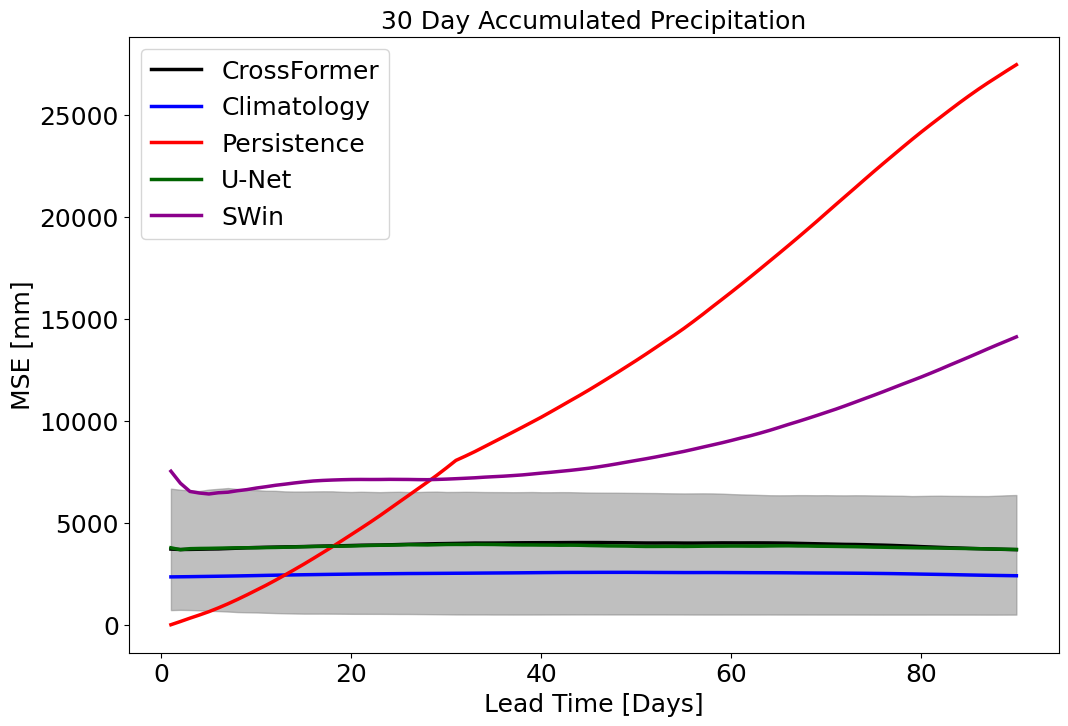 30 Day Accumulated Precipitation
CrossFormer
Climatology
Persistence
U-Net
SWin
MSE [mm]
25000
20000
15000
10000
5000
0
0 20 40 60 80
Lead Time [Days]